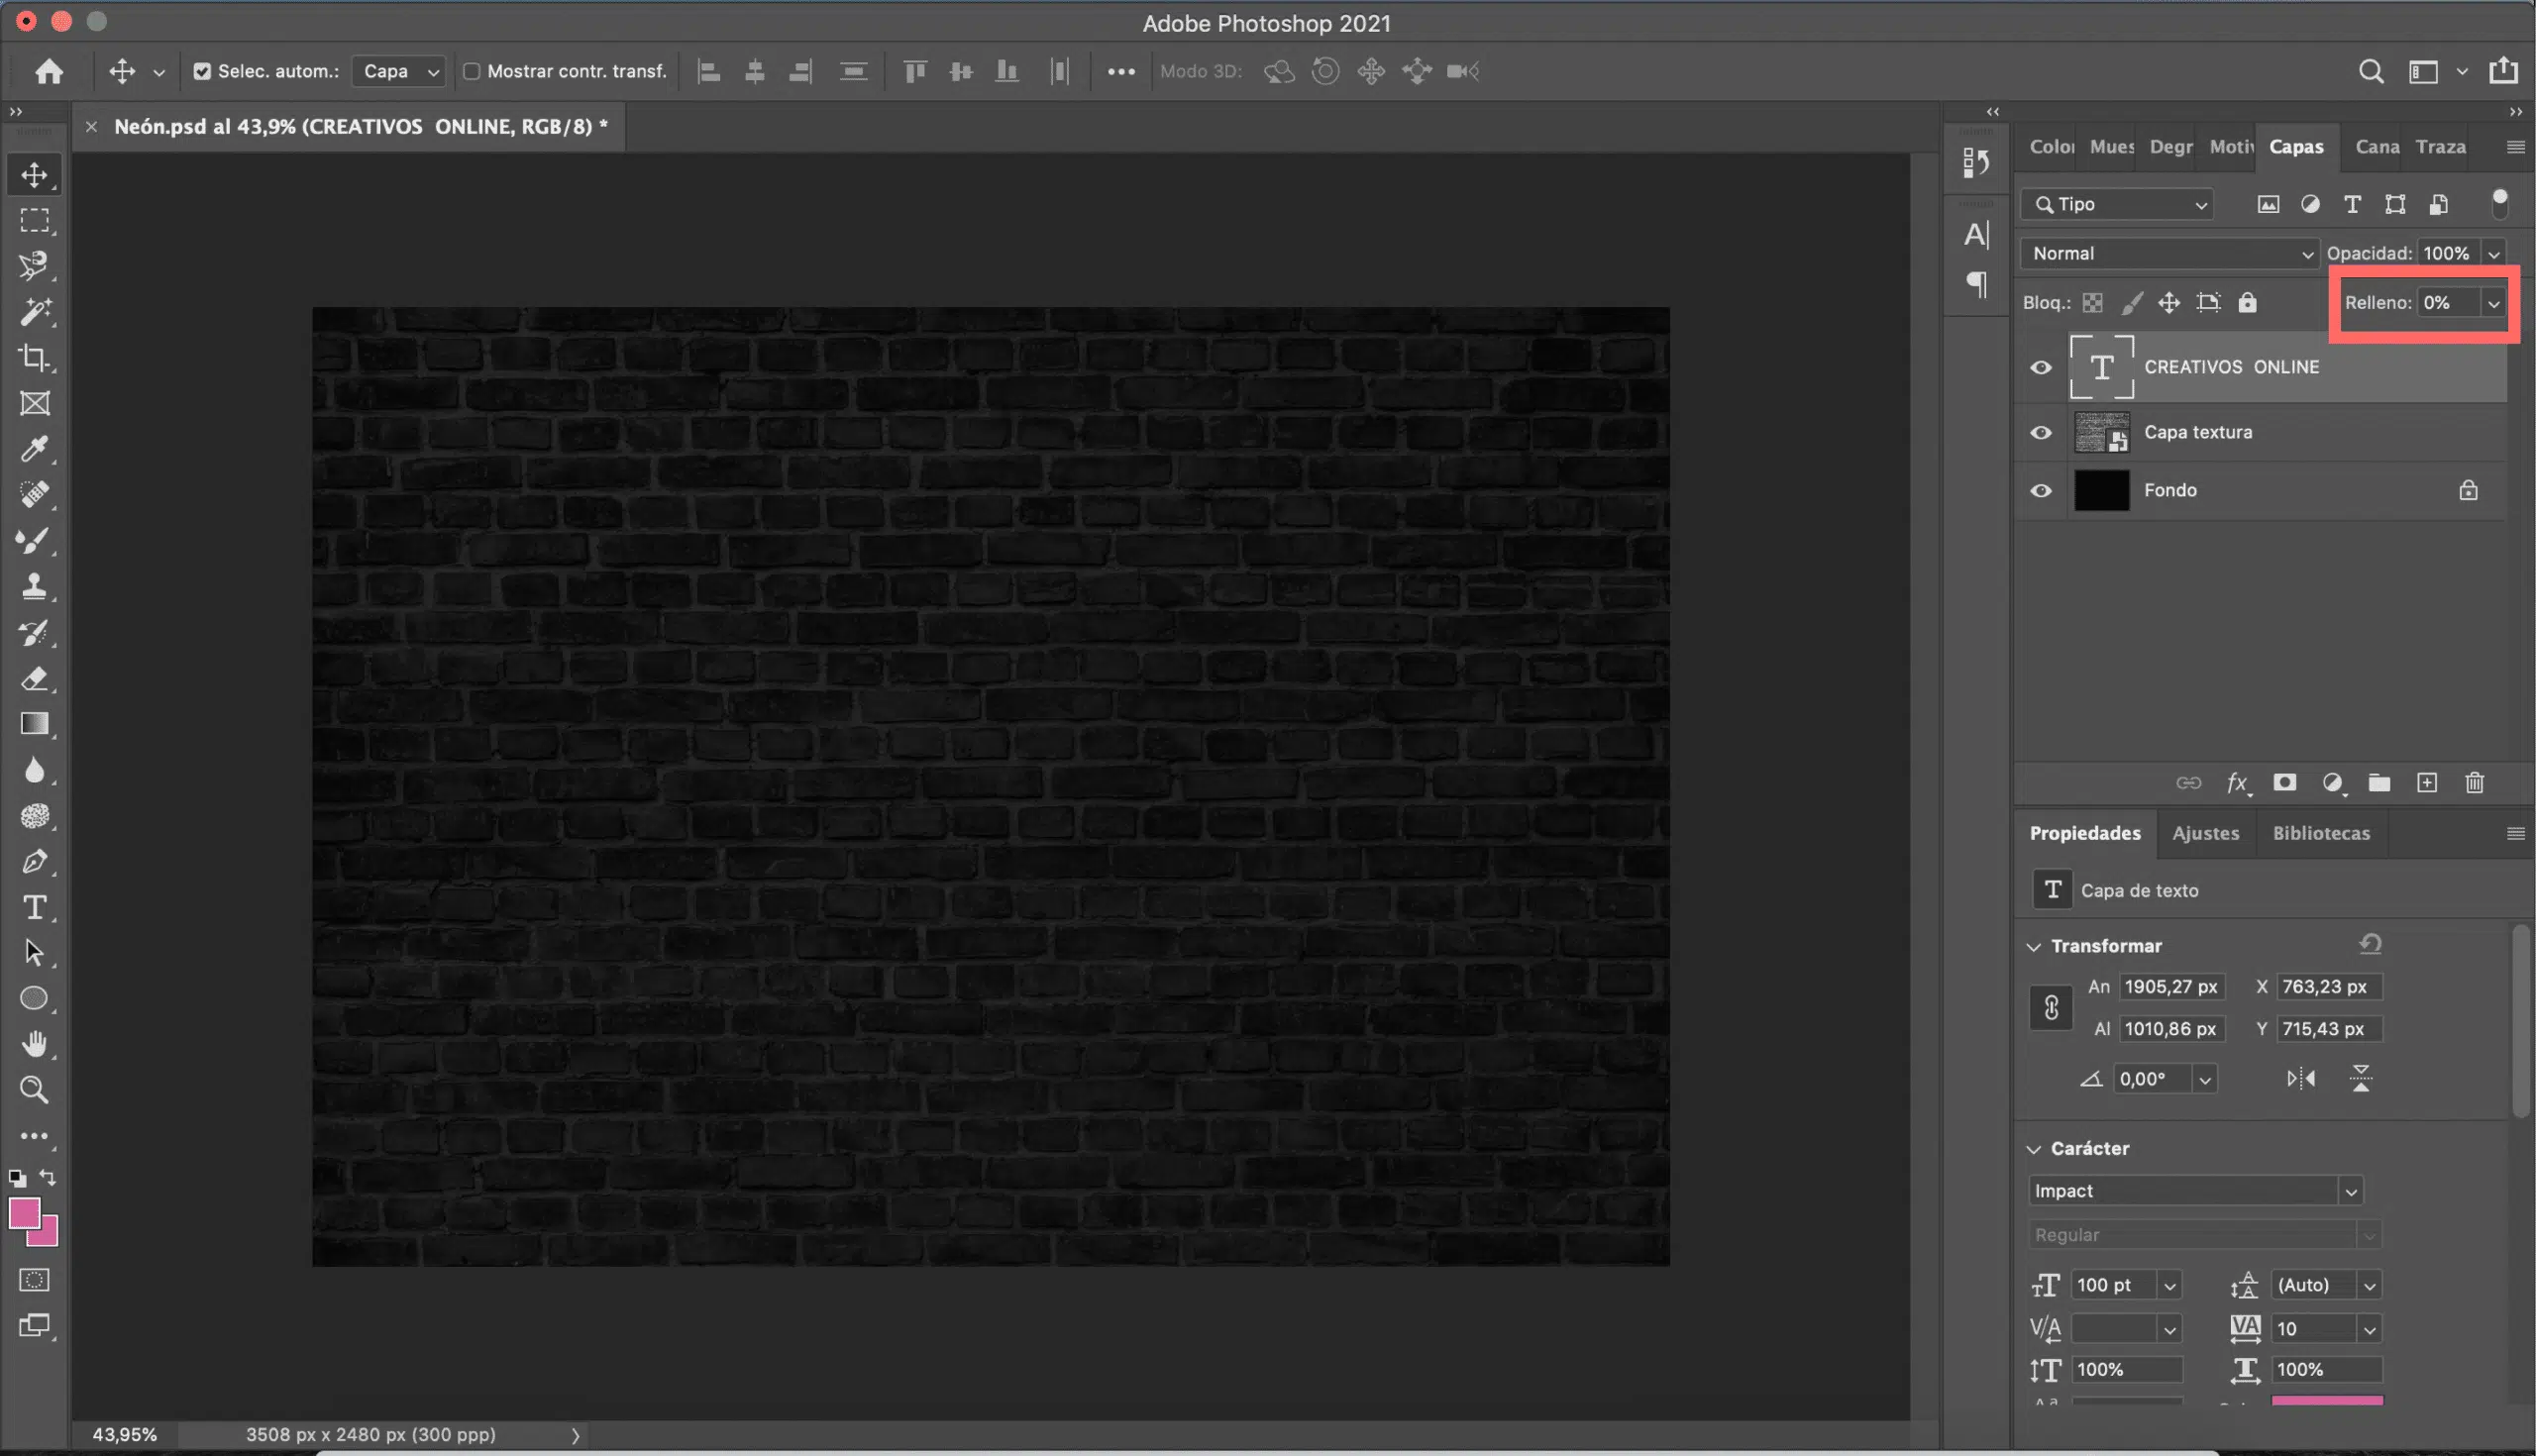 Adobe Photoshop 2021
Selec. autom.: Capa Mostrar contr. transf. Modo 3D:
Neón.psd al 43,9% (CREATIVOS  ONLINE, RGB/8) *
Color Mues Degr Motiv Capas Cana Traza
Tipo
Normal Opacidad: 100%
Bloq.: Relleno: 0%
CREATIVOS  ONLINE
Capa textura
Fondo
Propiedades Ajustes Bibliotecas
Capa de texto
Transformar
An 1905,27 px X 763,23 px
Al 1010,86 px Y 715,43 px
0,00°
Carácter
Impact
Regular
100 pt (Auto)
V/A VA 10
100% 100%
43,95% 3508 px x 2480 px (300 ppp)